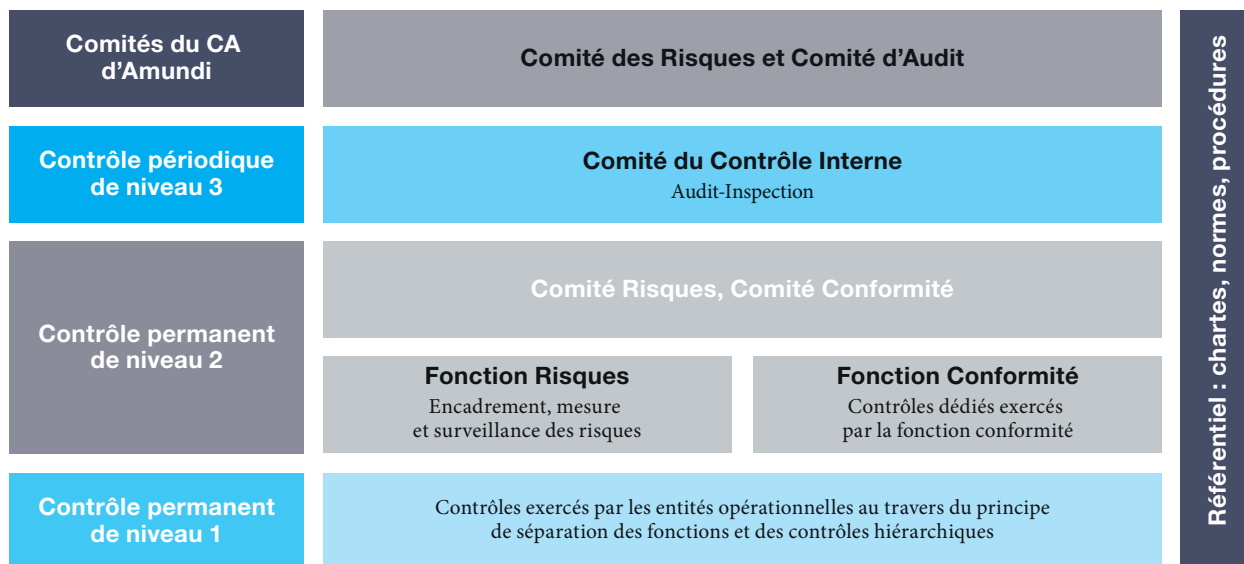 Comités du CA
d'Amundi
Comité des Risques et Comité d'Audit
Contrôle périodique
de niveau 3
Comité du Contrôle Interne
Audit-Inspection
Contrôle permanent
de niveau 2
Comité Risques, Comité Conformité
Fonction Risques
Encadrement, mesure
et surveillance des risques
Fonction Conformité
Contrôles dédiés exercés
par la fonction conformité
Contrôle permanent
de niveau 1
Contrôles exercés par les entités opérationnelles au travers du principe
de séparation des fonctions et des contrôles hiérarchiques
Référentiel : chartes, normes, procédures